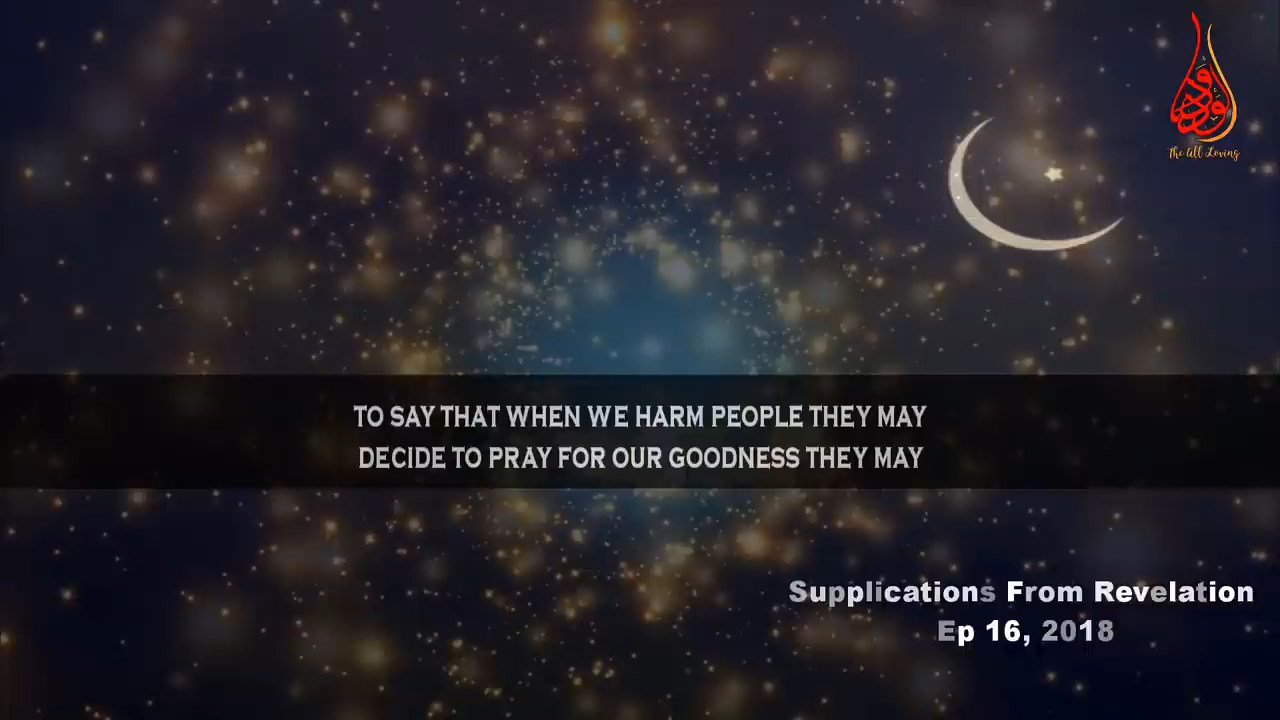 الودود
The All Loving
TO SAY THAT WHEN WE HARM PEOPLE THEY MAY
DECIDE TO PRAY FOR OUR GOODNESS THEY MAY
Supplications From Revelation
Ep 16, 2018